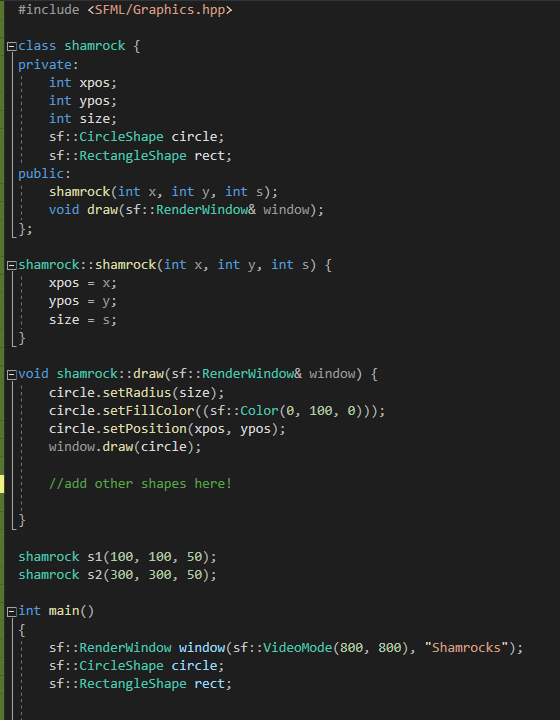 #include <SFML/Graphics.hpp>
class shamrock {
private:
int xpos;
int ypos;
int size;
sf::CircleShape circle;
sf::RectangleShape rect;
public:
shamrock(int x, int y, int s);
void draw(sf::RenderWindow& window);
};
shamrock::shamrock(int x, int y, int s) {
xpos = x;
ypos = y;
size = s;
}
void shamrock::draw(sf::RenderWindow& window) {
circle.setRadius(size);
circle.setFillColor((sf::Color(0, 100, 0)));
circle.setPosition(xpos, ypos);
window.draw(circle);
//add other shapes here!
}
shamrock s1(100, 100, 50);
shamrock s2(300, 300, 50);
int main()
{
sf::RenderWindow window(sf::VideoMode(800, 800), "Shamrocks");
sf::CircleShape circle;
sf::RectangleShape rect;